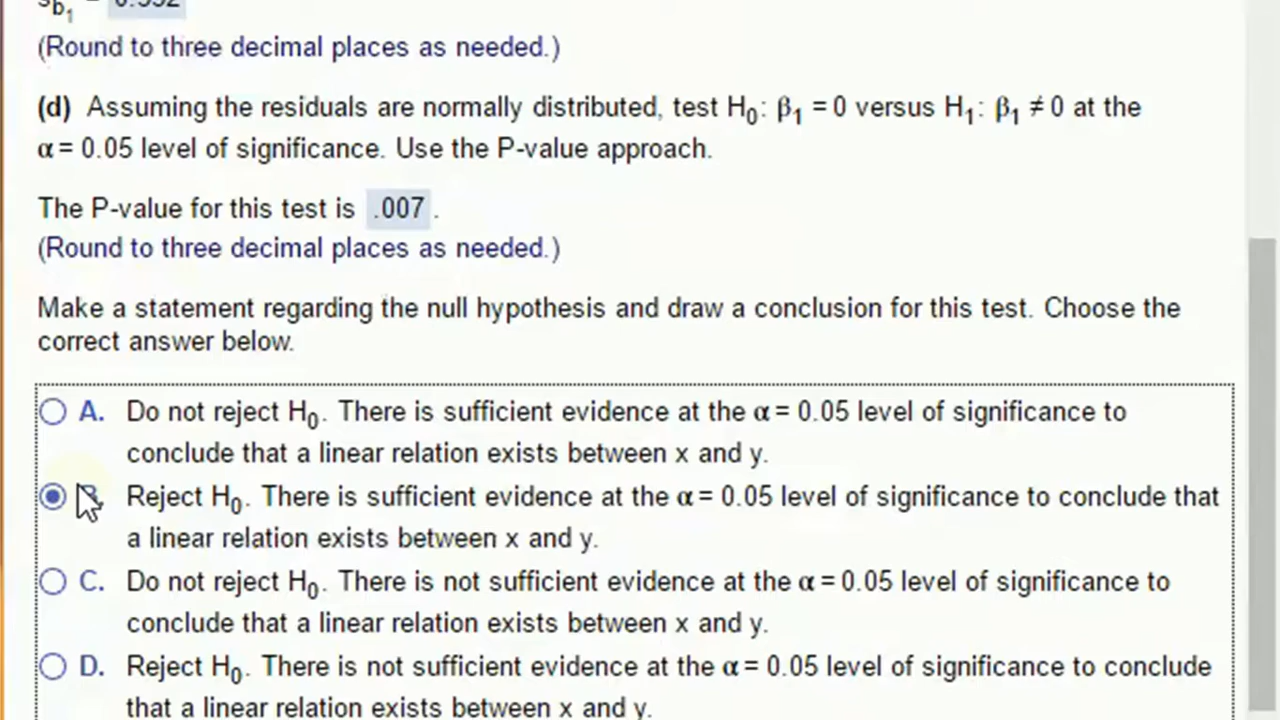 (Round to three decimal places as needed.)
(d) Assuming the residuals are normally distributed, test H₀: β₁ = 0 versus H₁: β₁ ≠ 0 at the
α = 0.05 level of significance. Use the P-value approach.
The P-value for this test is .007.
(Round to three decimal places as needed.)
Make a statement regarding the null hypothesis and draw a conclusion for this test. Choose the
correct answer below.
A. Do not reject H₀. There is sufficient evidence at the α = 0.05 level of significance to
conclude that a linear relation exists between x and y.
Reject H₀. There is sufficient evidence at the α = 0.05 level of significance to conclude that
a linear relation exists between x and y.
C. Do not reject H₀. There is not sufficient evidence at the α = 0.05 level of significance to
conclude that a linear relation exists between x and y.
D. Reject H₀. There is not sufficient evidence at the α = 0.05 level of significance to conclude
that a linear relation exists between x and y.